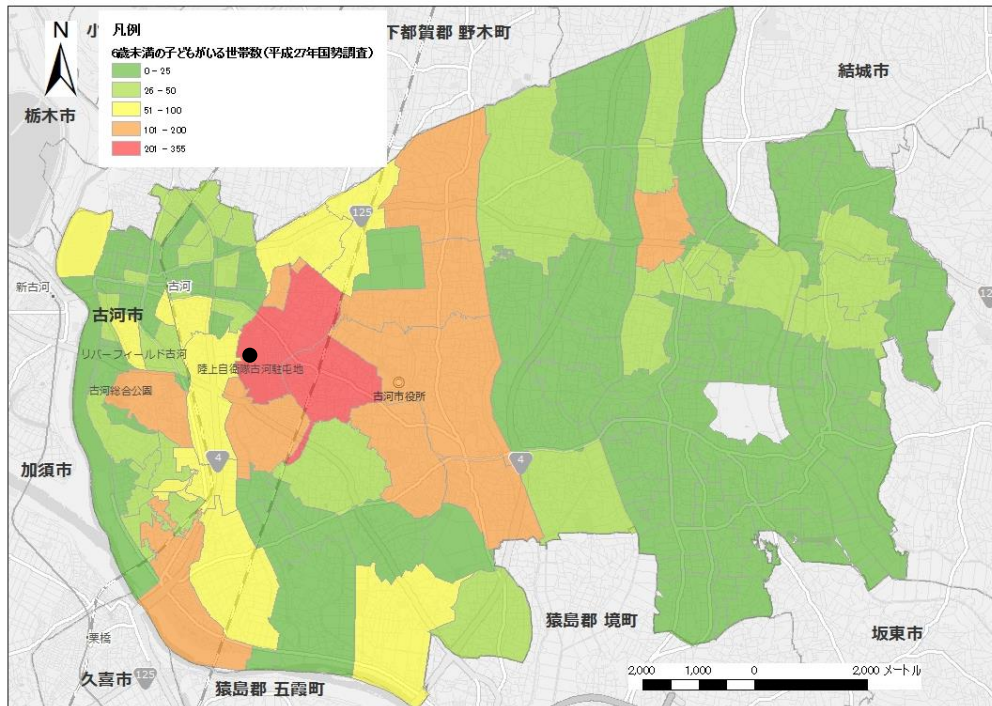 N
小
凡例
6歳未満の子どもがいる世帯数(平成27年国勢調査)
0 - 25
26 - 50
51 - 100
101 - 200
201 - 355
下都賀郡 野木町
結城市
栃木市
125
新古河
古河
古河市
リバーフィールド古河
陸上自衛隊古河駐屯地
古河総合公園
古河市役所
12
加須市
4
4
猿島郡 境町
坂東市
栗橋
久喜市
125
猿島郡 五霞町
2,000 1,000 0 2,000 メートル